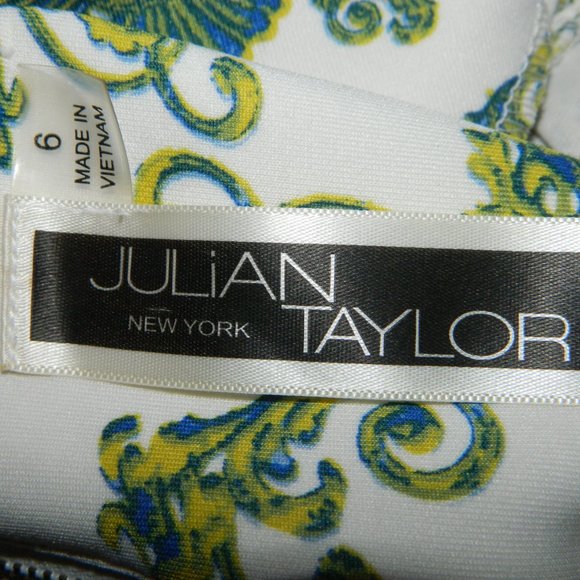 6
MADE IN
VIETNAM
JULiAN
NEW YORK
TAYLOR